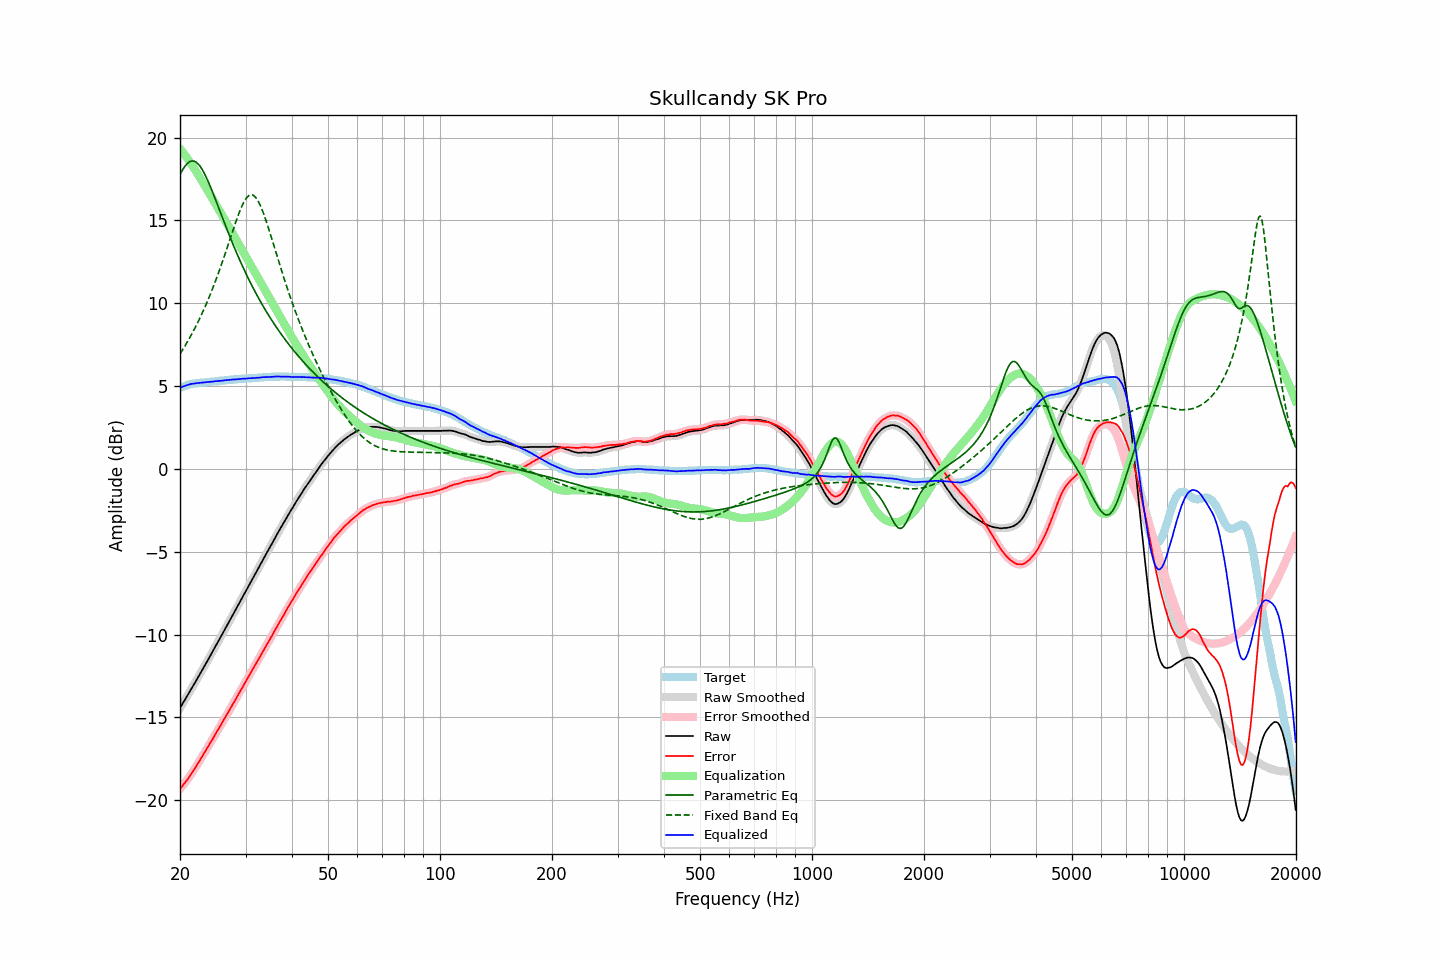 Skullcandy SK Pro
Amplitude (dBr)
20
15
10
5
0
−5
−10
−15
−20
Target
Raw Smoothed
Error Smoothed
Raw
Error
Equalization
Parametric Eq
Fixed Band Eq
Equalized
20 50 100 200 500 1000 2000 5000 10000 20000
Frequency (Hz)